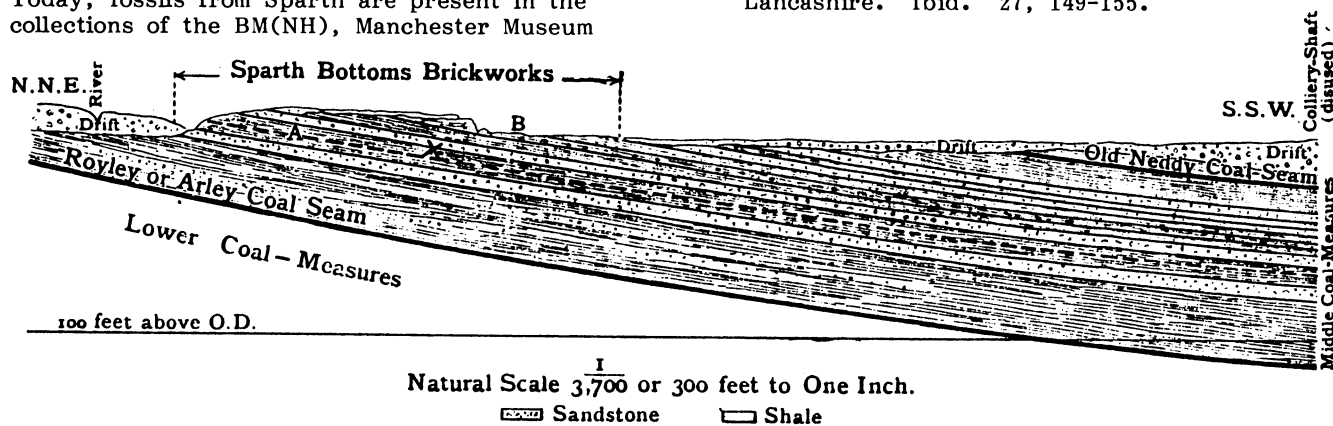 Today, fossils from Sparth are present in the
collections of the BM(NH), Manchester Museum
Lancashire. Ibid. 27, 149-155.
Sparth Bottoms Brickworks
N.N.E.
River
S.S.W.
Colliery-Shaft
(disused)
Drift
A
B
Drift
Drift
Old Neddy Coal-Seam
Royley or Arley Coal Seam
Lower Coal-Measures
Middle Coal-Measures
100 feet above O.D.
Natural Scale 1/3,700 or 300 feet to One Inch.
Sandstone Shale